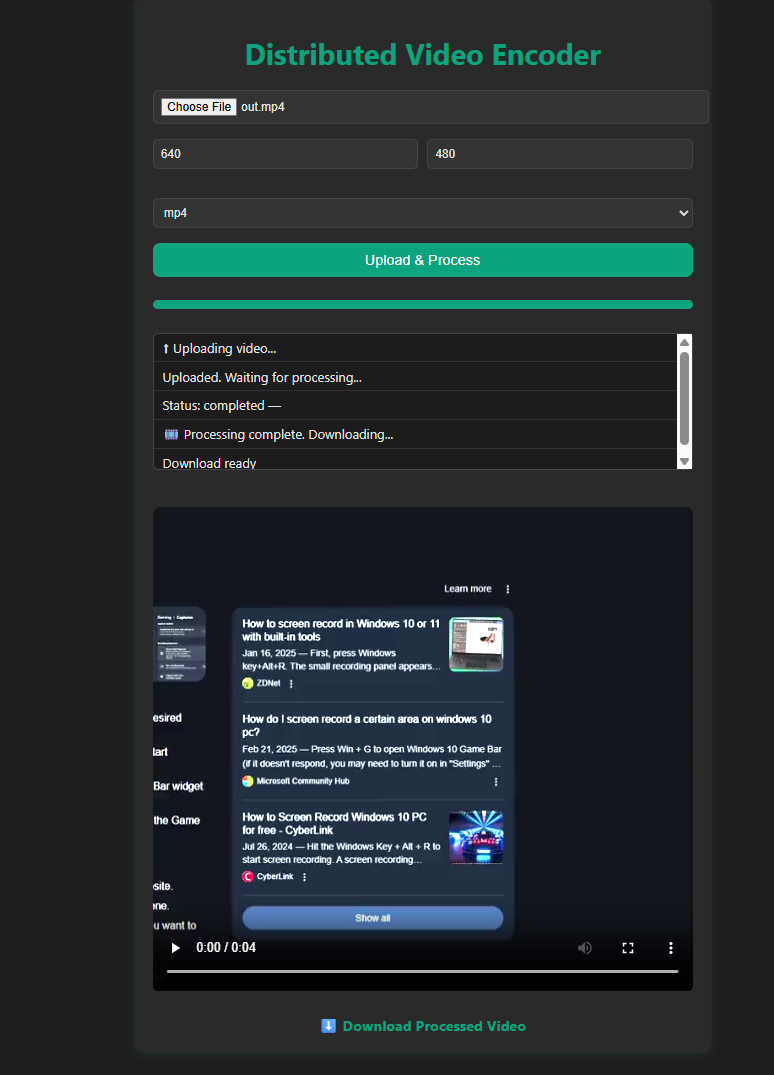 Distributed Video Encoder
Choose File out.mp4
640
480
mp4
Upload & Process
⬆ Uploading video...
Uploaded. Waiting for processing...
Status: completed —
🎞 Processing complete. Downloading...
Download ready
Learn more
How to screen record in Windows 10 or 11
with built-in tools
Jan 16, 2025 — First, press Windows
key+Alt+R. The small recording panel appears...
ZDNet
esired
How do I screen record a certain area on windows 10
pc?
tart
Feb 21, 2025 — Press Win + G to open Windows 10 Game Bar
(if it doesn't respond, you may need to turn it on in "Settings" ...
Bar widget
Microsoft Community Hub
the Game
How to Screen Record Windows 10 PC
for free - CyberLink
Jul 26, 2024 — Hit the Windows Key + Alt + R to
start screen recording. A screen recording...
CyberLink
site.
one.
u want to
Show all
0:00 / 0:04
⬇ Download Processed Video